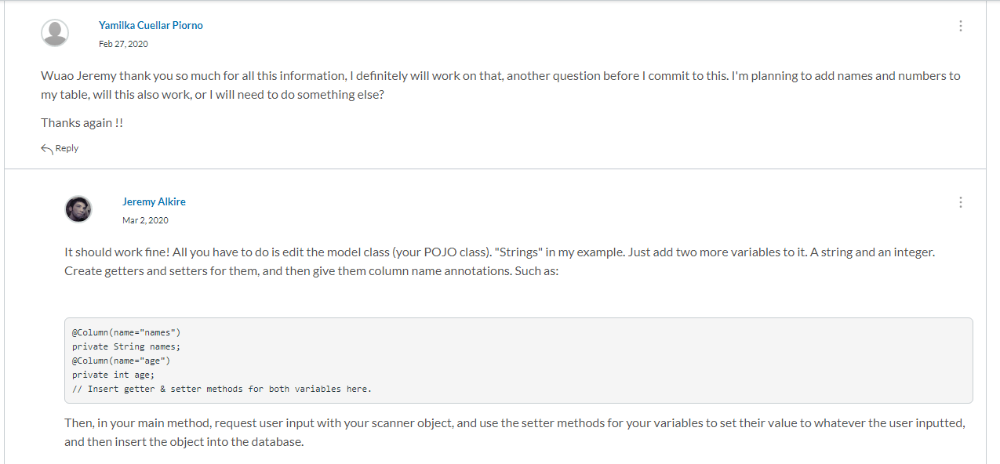 Yamilka Cuellar Piorno
Feb 27, 2020
Wuao Jeremy thank you so much for all this information, I definitely will work on that, another question before I commit to this. I'm planning to add names and numbers to
my table, will this also work, or I will need to do something else?
Thanks again !!
Reply
Jeremy Alkire
Mar 2, 2020
It should work fine! All you have to do is edit the model class (your POJO class). "Strings" in my example. Just add two more variables to it. A string and an integer.
Create getters and setters for them, and then give them column name annotations. Such as:
@Column(name="names")
private String names;
@Column(name="age")
private int age;
// Insert getter & setter methods for both variables here.
Then, in your main method, request user input with your scanner object, and use the setter methods for your variables to set their value to whatever the user inputted,
and then insert the object into the database.